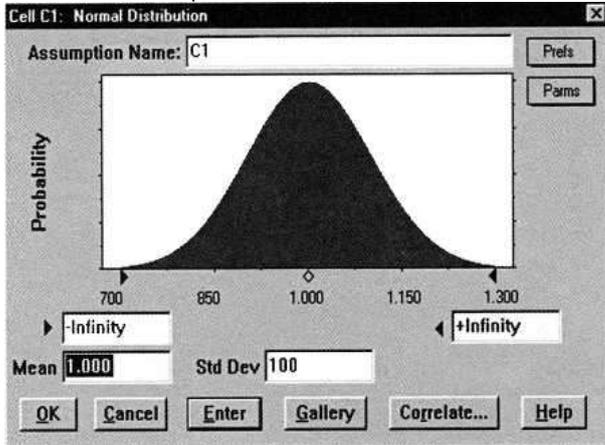 Cell C1: Normal Distribution
Assumption Name: C1
Prefs
Parms
Probability
700 850 1.000 1.150 1.300
-Infinity +Infinity
Mean 1.000 Std Dev 100
OK Cancel Enter Gallery Correlate... Help